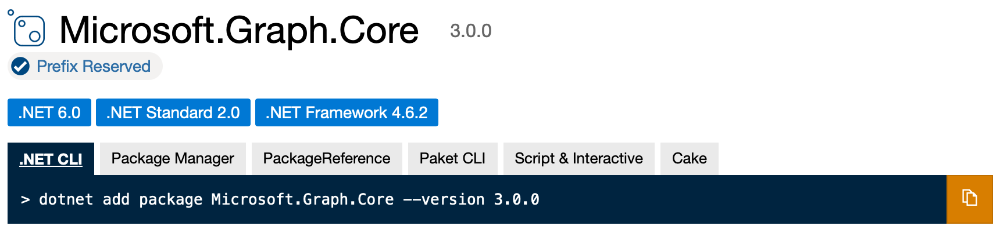 Microsoft.Graph.Core 3.0.0
Prefix Reserved
.NET 6.0 .NET Standard 2.0 .NET Framework 4.6.2
.NET CLI Package Manager PackageReference Paket CLI Script & Interactive Cake
> dotnet add package Microsoft.Graph.Core --version 3.0.0